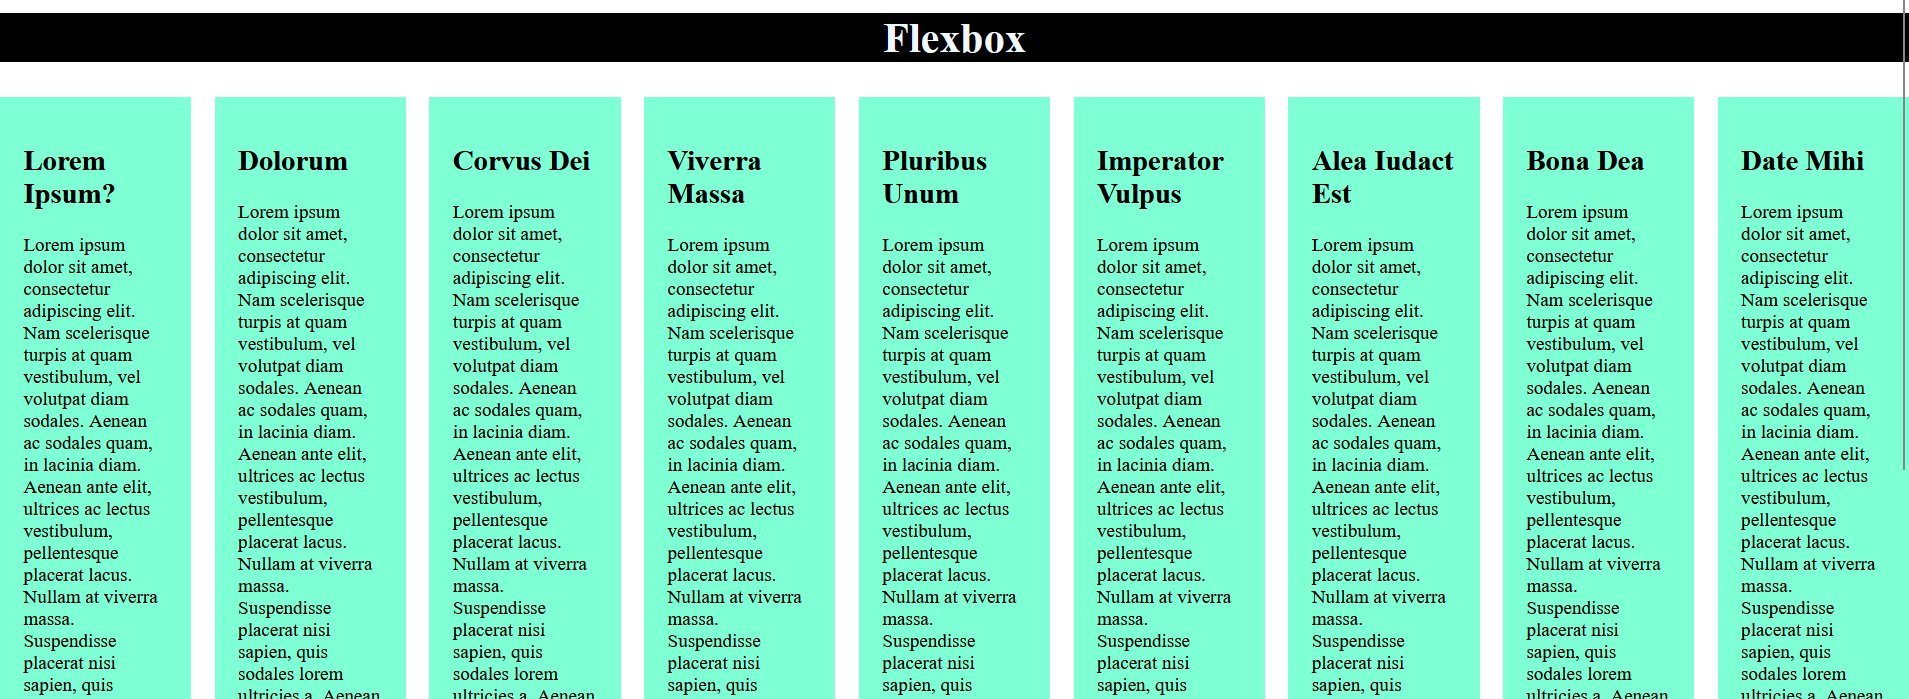 Flexbox
Lorem
Ipsum?
Lorem ipsum
dolor sit amet,
consectetur
adipiscing elit.
Nam scelerisque
turpis at quam
vestibulum, vel
volutpat diam
sodales. Aenean
ac sodales quam,
in lacinia diam.
Aenean ante elit,
ultrices ac lectus
vestibulum,
pellentesque
placerat lacus.
Nullam at viverra
massa.
Suspendisse
placerat nisi
sapien, quis
Dolorum
Lorem ipsum
dolor sit amet,
consectetur
adipiscing elit.
Nam scelerisque
turpis at quam
vestibulum, vel
volutpat diam
sodales. Aenean
ac sodales quam,
in lacinia diam.
Aenean ante elit,
ultrices ac lectus
vestibulum,
pellentesque
placerat lacus.
Nullam at viverra
massa.
Suspendisse
placerat nisi
sapien, quis
sodales lorem
ultricies a. Aenean
Corvus Dei
Lorem ipsum
dolor sit amet,
consectetur
adipiscing elit.
Nam scelerisque
turpis at quam
vestibulum, vel
volutpat diam
sodales. Aenean
ac sodales quam,
in lacinia diam.
Aenean ante elit,
ultrices ac lectus
vestibulum,
pellentesque
placerat lacus.
Nullam at viverra
massa.
Suspendisse
placerat nisi
sapien, quis
sodales lorem
ultricies a. Aenean
Viverra
Massa
Lorem ipsum
dolor sit amet,
consectetur
adipiscing elit.
Nam scelerisque
turpis at quam
vestibulum, vel
volutpat diam
sodales. Aenean
ac sodales quam,
in lacinia diam.
Aenean ante elit,
ultrices ac lectus
vestibulum,
pellentesque
placerat lacus.
Nullam at viverra
massa.
Suspendisse
placerat nisi
sapien, quis
Pluribus
Unum
Lorem ipsum
dolor sit amet,
consectetur
adipiscing elit.
Nam scelerisque
turpis at quam
vestibulum, vel
volutpat diam
sodales. Aenean
ac sodales quam,
in lacinia diam.
Aenean ante elit,
ultrices ac lectus
vestibulum,
pellentesque
placerat lacus.
Nullam at viverra
massa.
Suspendisse
placerat nisi
sapien, quis
Imperator
Vulpus
Lorem ipsum
dolor sit amet,
consectetur
adipiscing elit.
Nam scelerisque
turpis at quam
vestibulum, vel
volutpat diam
sodales. Aenean
ac sodales quam,
in lacinia diam.
Aenean ante elit,
ultrices ac lectus
vestibulum,
pellentesque
placerat lacus.
Nullam at viverra
massa.
Suspendisse
placerat nisi
sapien, quis
Alea Iudact
Est
Lorem ipsum
dolor sit amet,
consectetur
adipiscing elit.
Nam scelerisque
turpis at quam
vestibulum, vel
volutpat diam
sodales. Aenean
ac sodales quam,
in lacinia diam.
Aenean ante elit,
ultrices ac lectus
vestibulum,
pellentesque
placerat lacus.
Nullam at viverra
massa.
Suspendisse
placerat nisi
sapien, quis
Bona Dea
Lorem ipsum
dolor sit amet,
consectetur
adipiscing elit.
Nam scelerisque
turpis at quam
vestibulum, vel
volutpat diam
sodales. Aenean
ac sodales quam,
in lacinia diam.
Aenean ante elit,
ultrices ac lectus
vestibulum,
pellentesque
placerat lacus.
Nullam at viverra
massa.
Suspendisse
placerat nisi
sapien, quis
sodales lorem
ultricies a. Aenean
Date Mihi
Lorem ipsum
dolor sit amet,
consectetur
adipiscing elit.
Nam scelerisque
turpis at quam
vestibulum, vel
volutpat diam
sodales. Aenean
ac sodales quam,
in lacinia diam.
Aenean ante elit,
ultrices ac lectus
vestibulum,
pellentesque
placerat lacus.
Nullam at viverra
massa.
Suspendisse
placerat nisi
sapien, quis
sodales lorem
ultricies a. Aenean